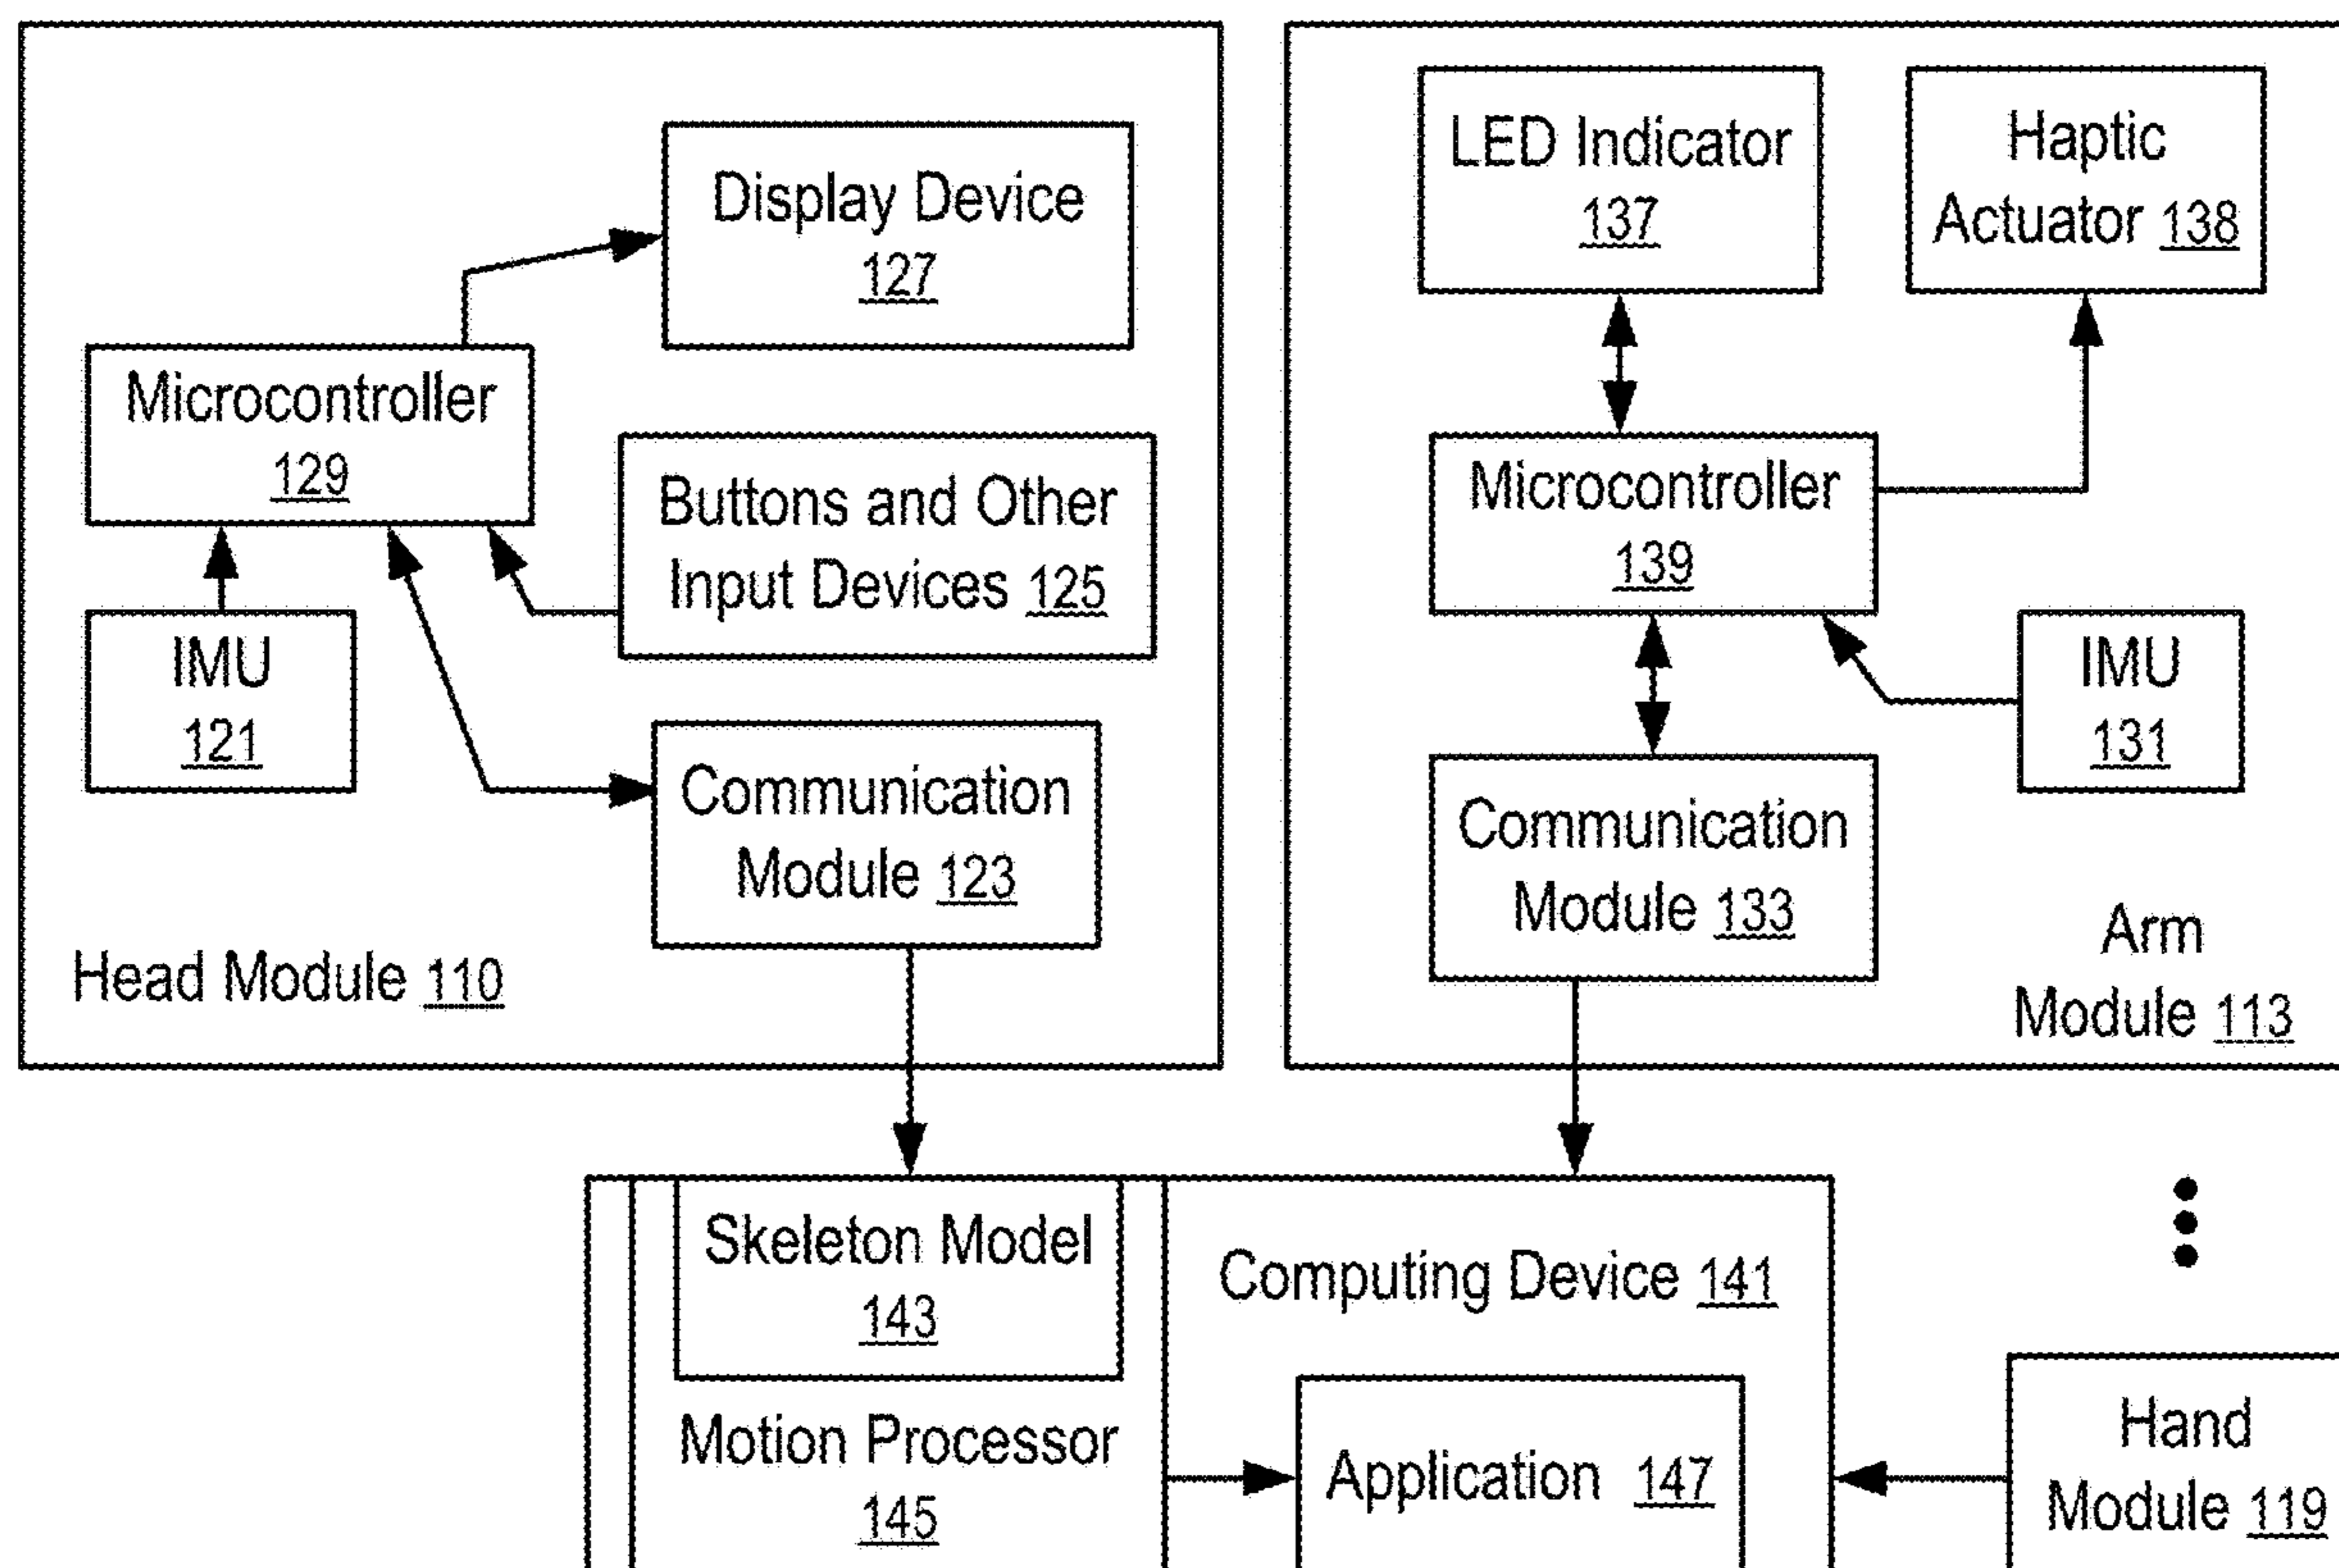 Display Device
127
Microcontroller
129
Buttons and Other
Input Devices 125
IMU
121
Communication
Module 123
Head Module 110
LED Indicator
137
Haptic
Actuator 138
Microcontroller
139
IMU
131
Communication
Module 133
Arm
Module 113
Skeleton Model
143
Motion Processor
145
Computing Device 141
Application 147
Hand
Module 119